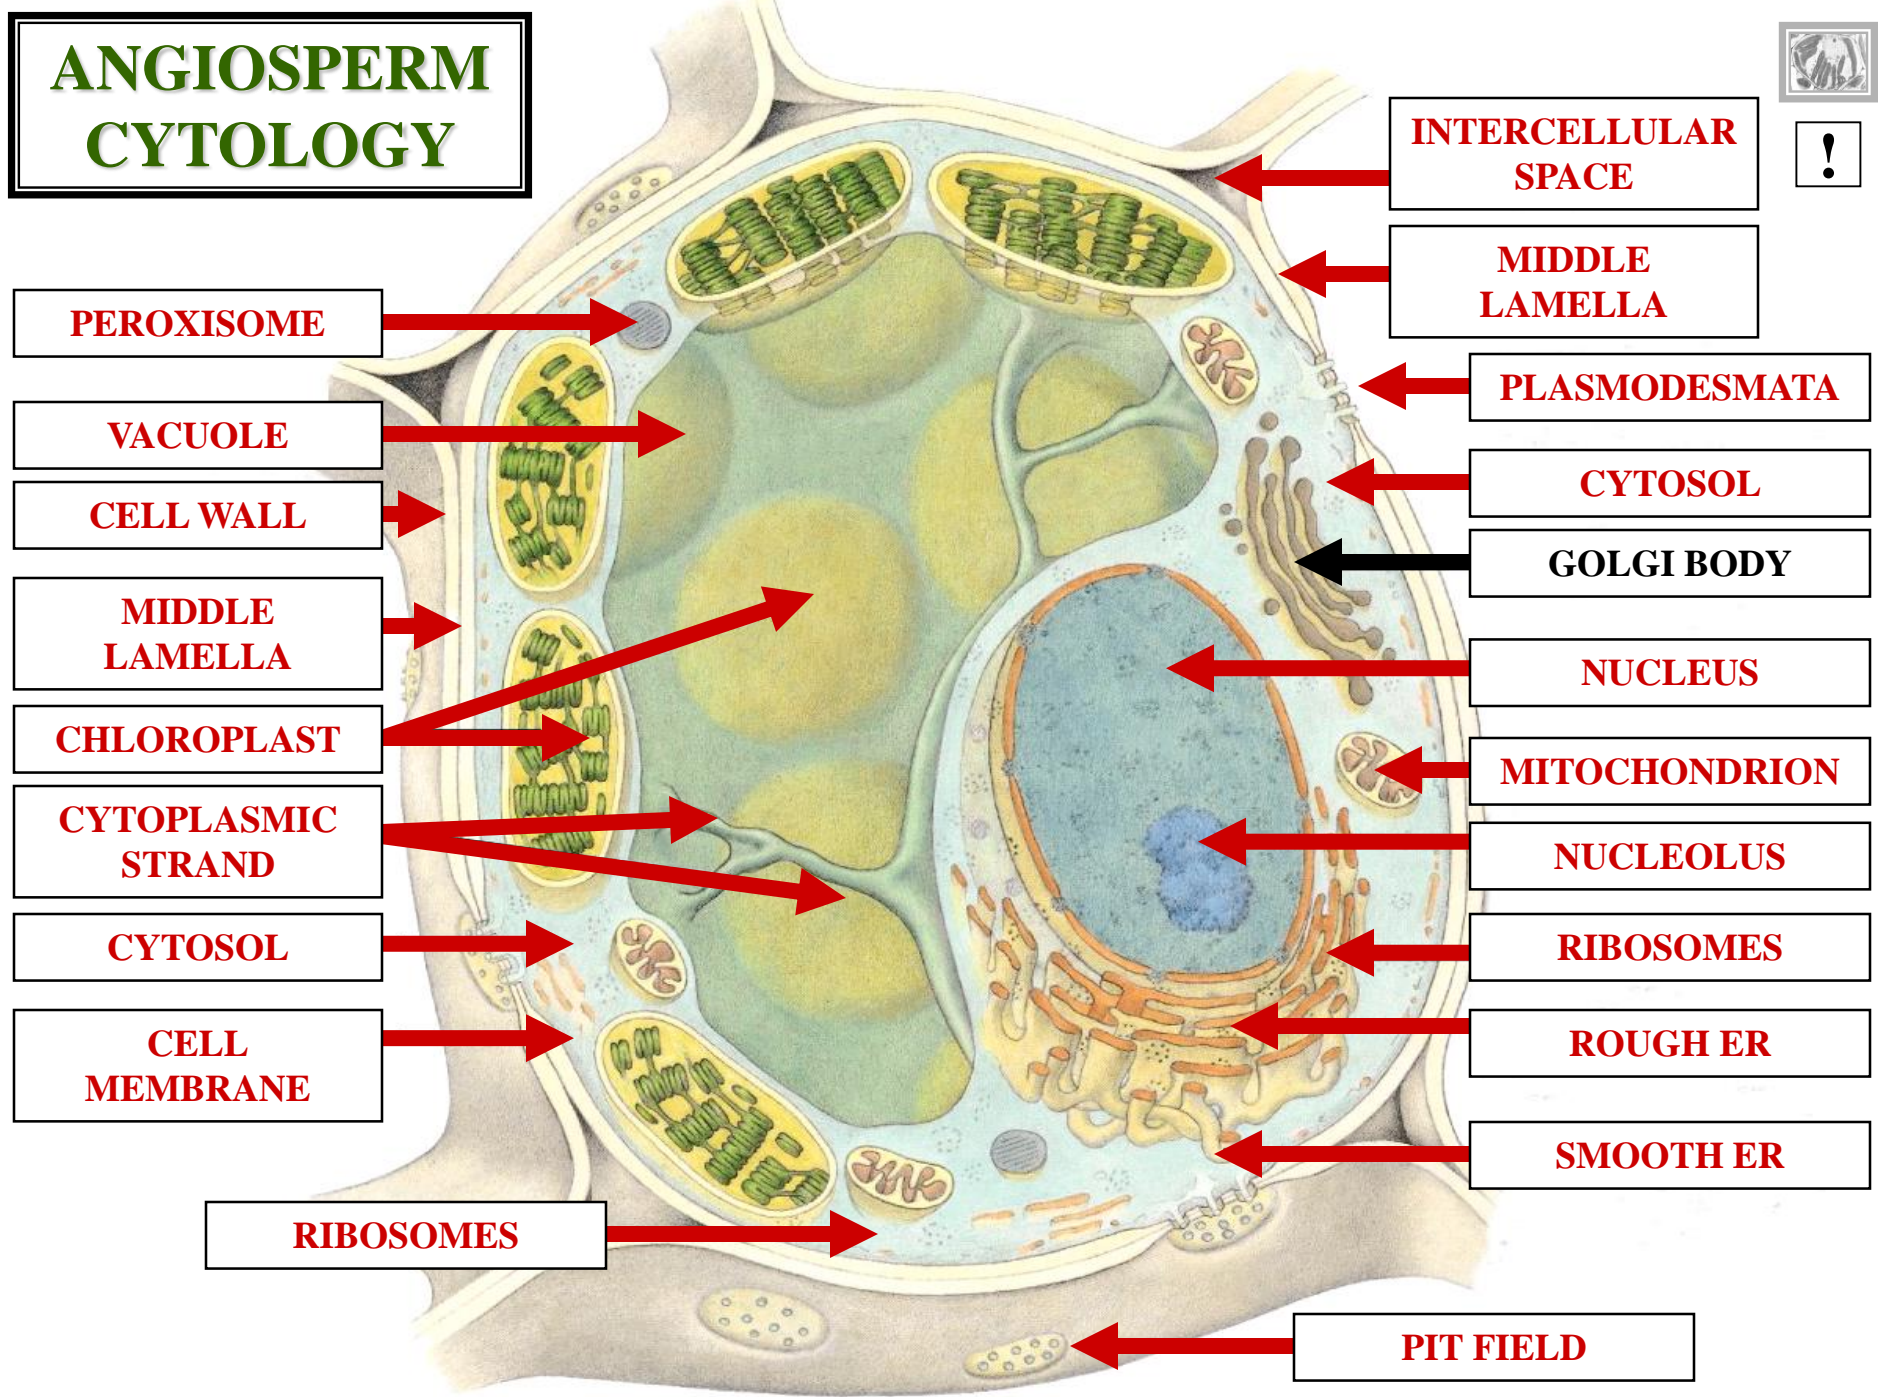 ANGIOSPERM
CYTOLOGY
!
INTERCELLULAR
SPACE
MIDDLE
LAMELLA
PEROXISOME
PLASMODESMATA
VACUOLE
CYTOSOL
CELL WALL
GOLGI BODY
MIDDLE
LAMELLA
NUCLEUS
CHLOROPLAST
MITOCHONDRION
CYTOPLASMIC
STRAND
NUCLEOLUS
CYTOSOL
RIBOSOMES
CELL
MEMBRANE
ROUGH ER
SMOOTH ER
RIBOSOMES
PIT FIELD